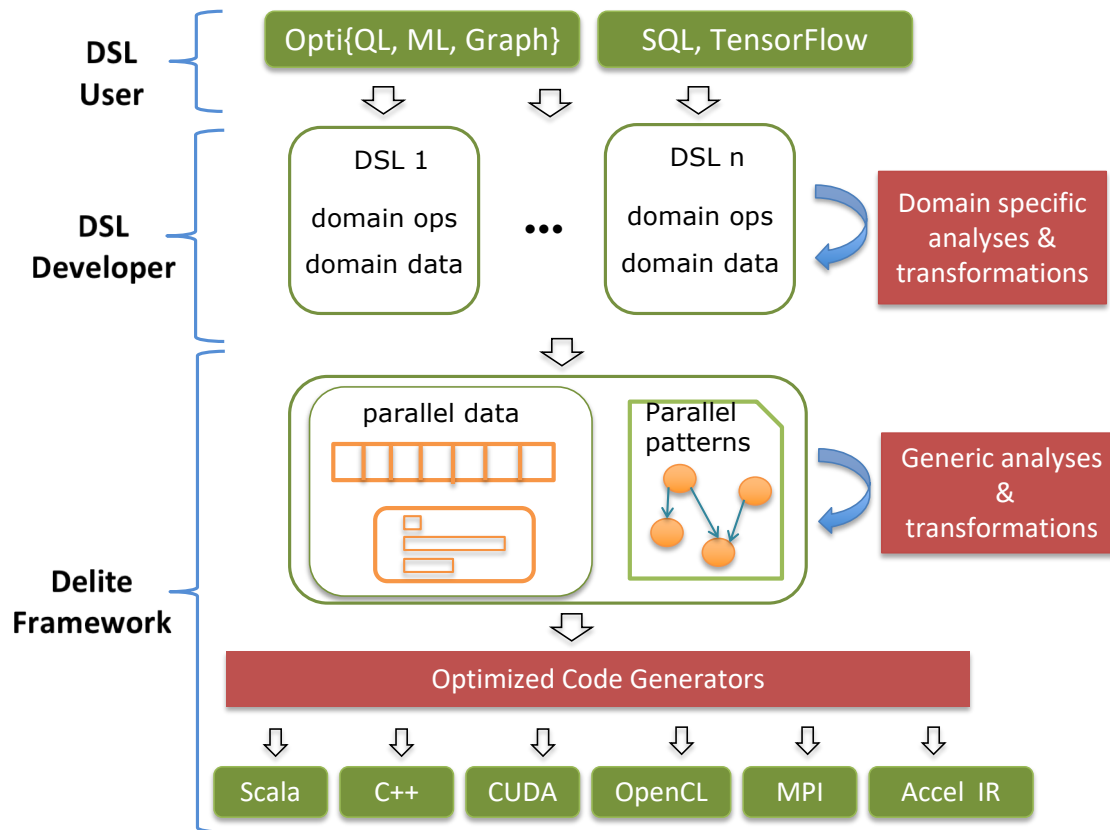 DSL
User
Opti{QL, ML, Graph}
SQL, TensorFlow
DSL
Developer
DSL 1
domain ops
domain data
...
DSL n
domain ops
domain data
Domain specific
analyses &
transformations
Delite
Framework
parallel data
Parallel
patterns
Generic analyses
&
transformations
Optimized Code Generators
Scala
C++
CUDA
OpenCL
MPI
Accel IR